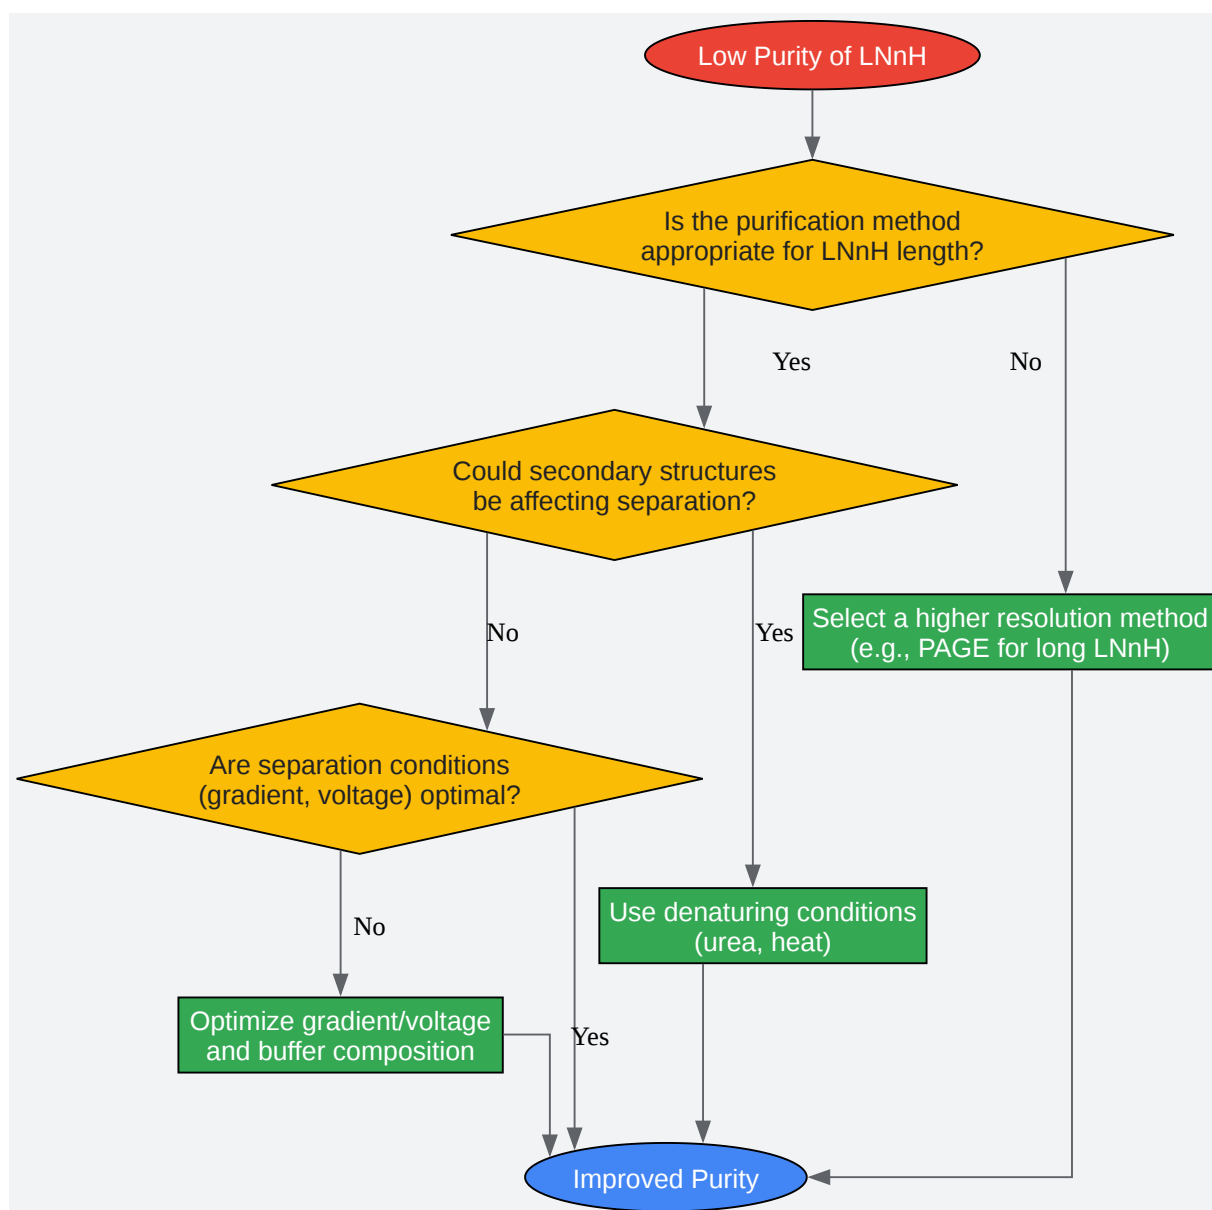 Low Purity of LNnH
Is the purification method
appropriate for LNnH length?
Yes
No
Could secondary structures
be affecting separation?
No
Yes
Select a higher resolution method
(e.g., PAGE for long LNnH)
Are separation conditions
(gradient, voltage) optimal?
No
Use denaturing conditions
(urea, heat)
Optimize gradient/voltage
and buffer composition
Yes
Improved Purity